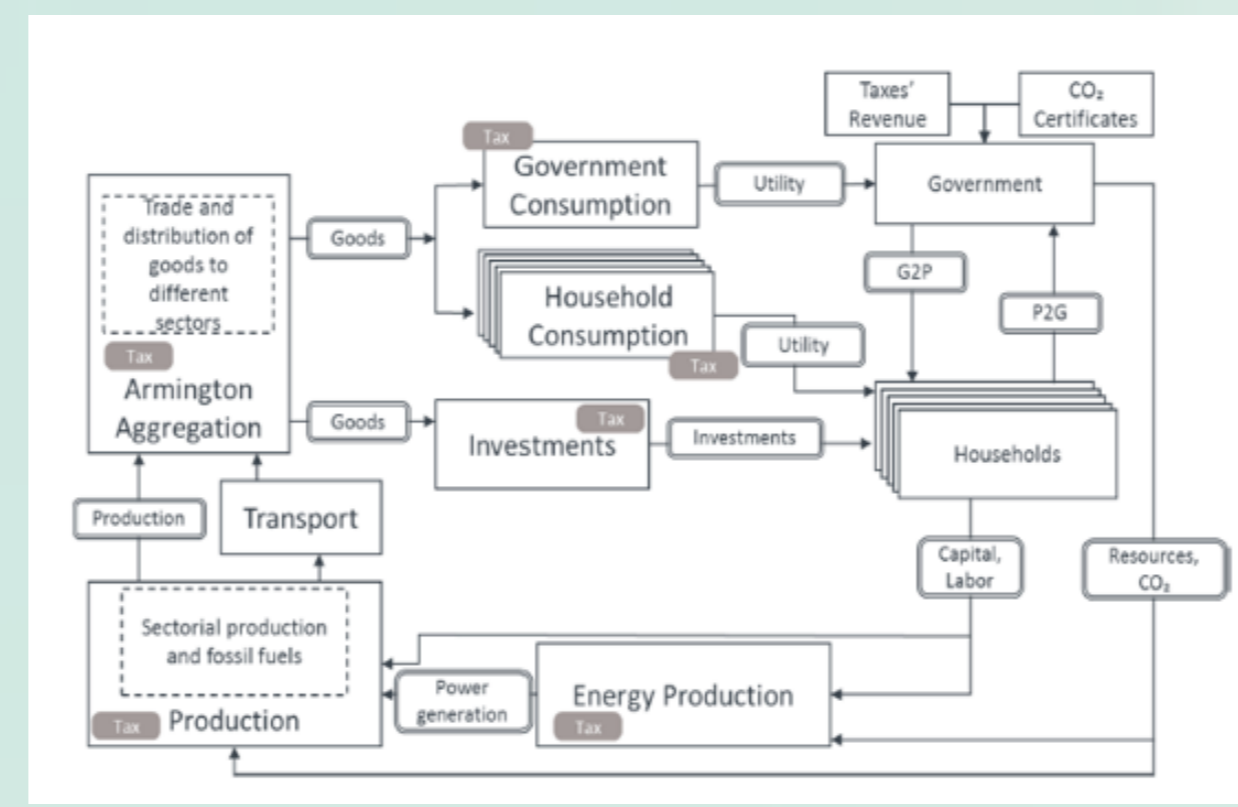 Taxes'
Revenue
CO₂
Certificates
Tax
Government
Consumption
Utility
Government
Trade and
distribution of
goods to
different
sectors
Goods
G2P
Household
Consumption
P2G
Utility
Tax
Tax
Armington
Aggregation
Goods
Tax
Investments
Investments
Households
Production
Transport
Capital,
Labor
Resources,
CO₂
Sectorial production
and fossil fuels
Power
generation
Energy Production
Tax
Production
Tax